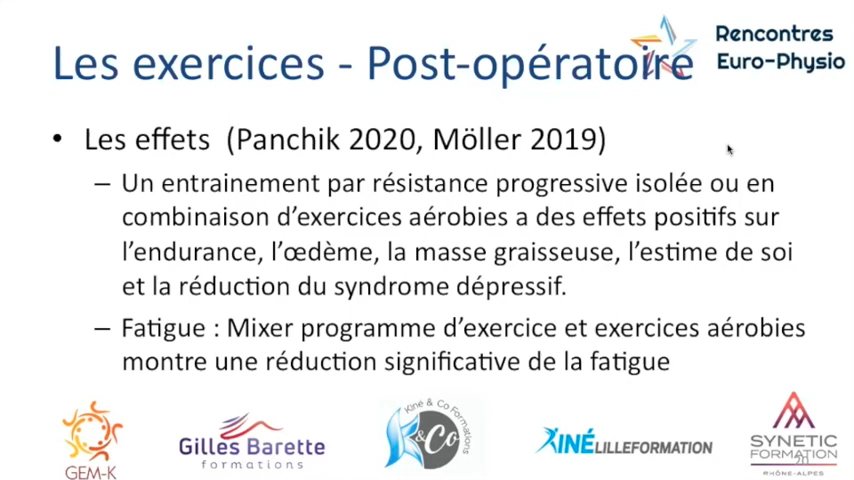 Les exercices - Post-opératoire
Rencontres
Euro-Physio
• Les effets (Panchik 2020, Möller 2019)
– Un entrainement par résistance progressive isolée ou en
combinaison d'exercices aérobies a des effets positifs sur
l'endurance, l'œdème, la masse graisseuse, l'estime de soi
et la réduction du syndrome dépressif.
– Fatigue : Mixer programme d'exercice et exercices aérobies
montre une réduction significative de la fatigue
GEM-K
Gilles Barette
formations
Kiné & Co Formations
K&Co
KINÉLILLEFORMATION
SYNETIC
FORMATION
RHÔNE-ALPES